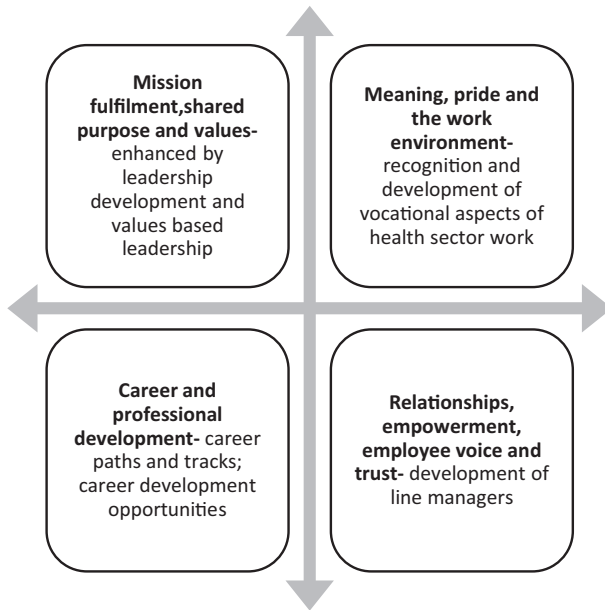 Mission
fulfilment,shared
purpose and values-
enhanced by
leadership
development and
values based
leadership
Meaning, pride and
the work
environment-
recognition and
development of
vocational aspects of
health sector work
Career and
professional
development- career
paths and tracks;
career development
opportunities
Relationships,
empowerment,
employee voice and
trust- development of
line managers